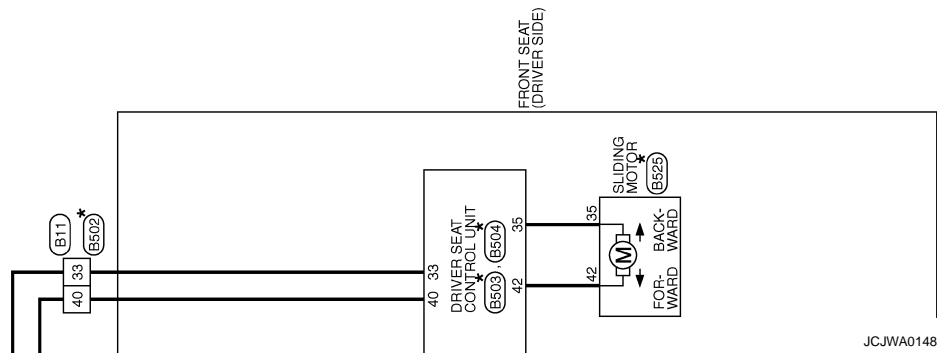 FRONT SEAT
(DRIVER SIDE)
B11
B502
*
33
40
33
40
DRIVER SEAT
CONTROL UNIT
B503
*
,
B504
*
35
42
35
42
SLIDING
MOTOR
B525
*
M
FOR-
WARD
BACK-
WARD
JCJWA0148